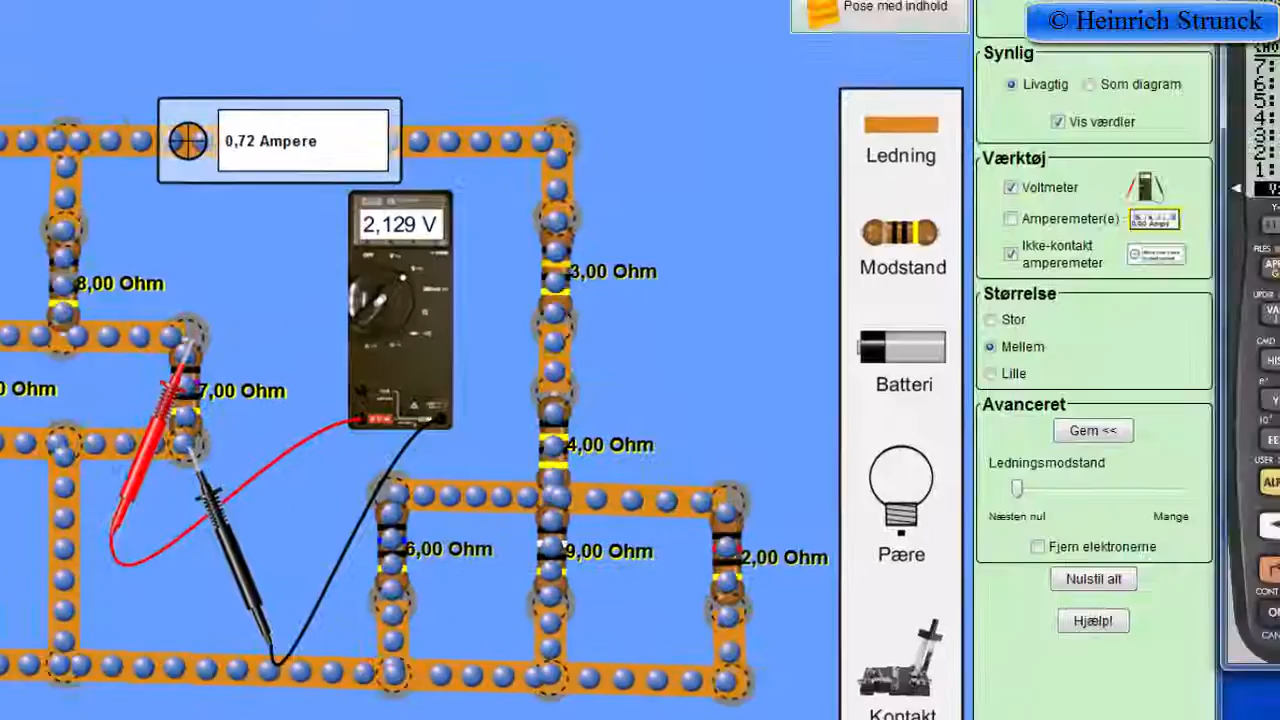 Pose med indhold
© Heinrich Strunck
Synlig
Livagtig
Som diagram
Vis værdier
0,72 Ampere
Ledning
Værktøj
Voltmeter
2,129 V
Amperemeter(e)
Modstand
Ikke-kontakt
amperemeter
3,00 Ohm
8,00 Ohm
Størrelse
Stor
Mellem
Batteri
Lille
0 Ohm
7,00 Ohm
Avanceret
Gem <<
4,00 Ohm
Ledningsmodstand
Næsten nul
Mange
6,00 Ohm
9,00 Ohm
2,00 Ohm
Pære
Fjern elektronerne
Nulstil alt
Hjælp!
Kontakt